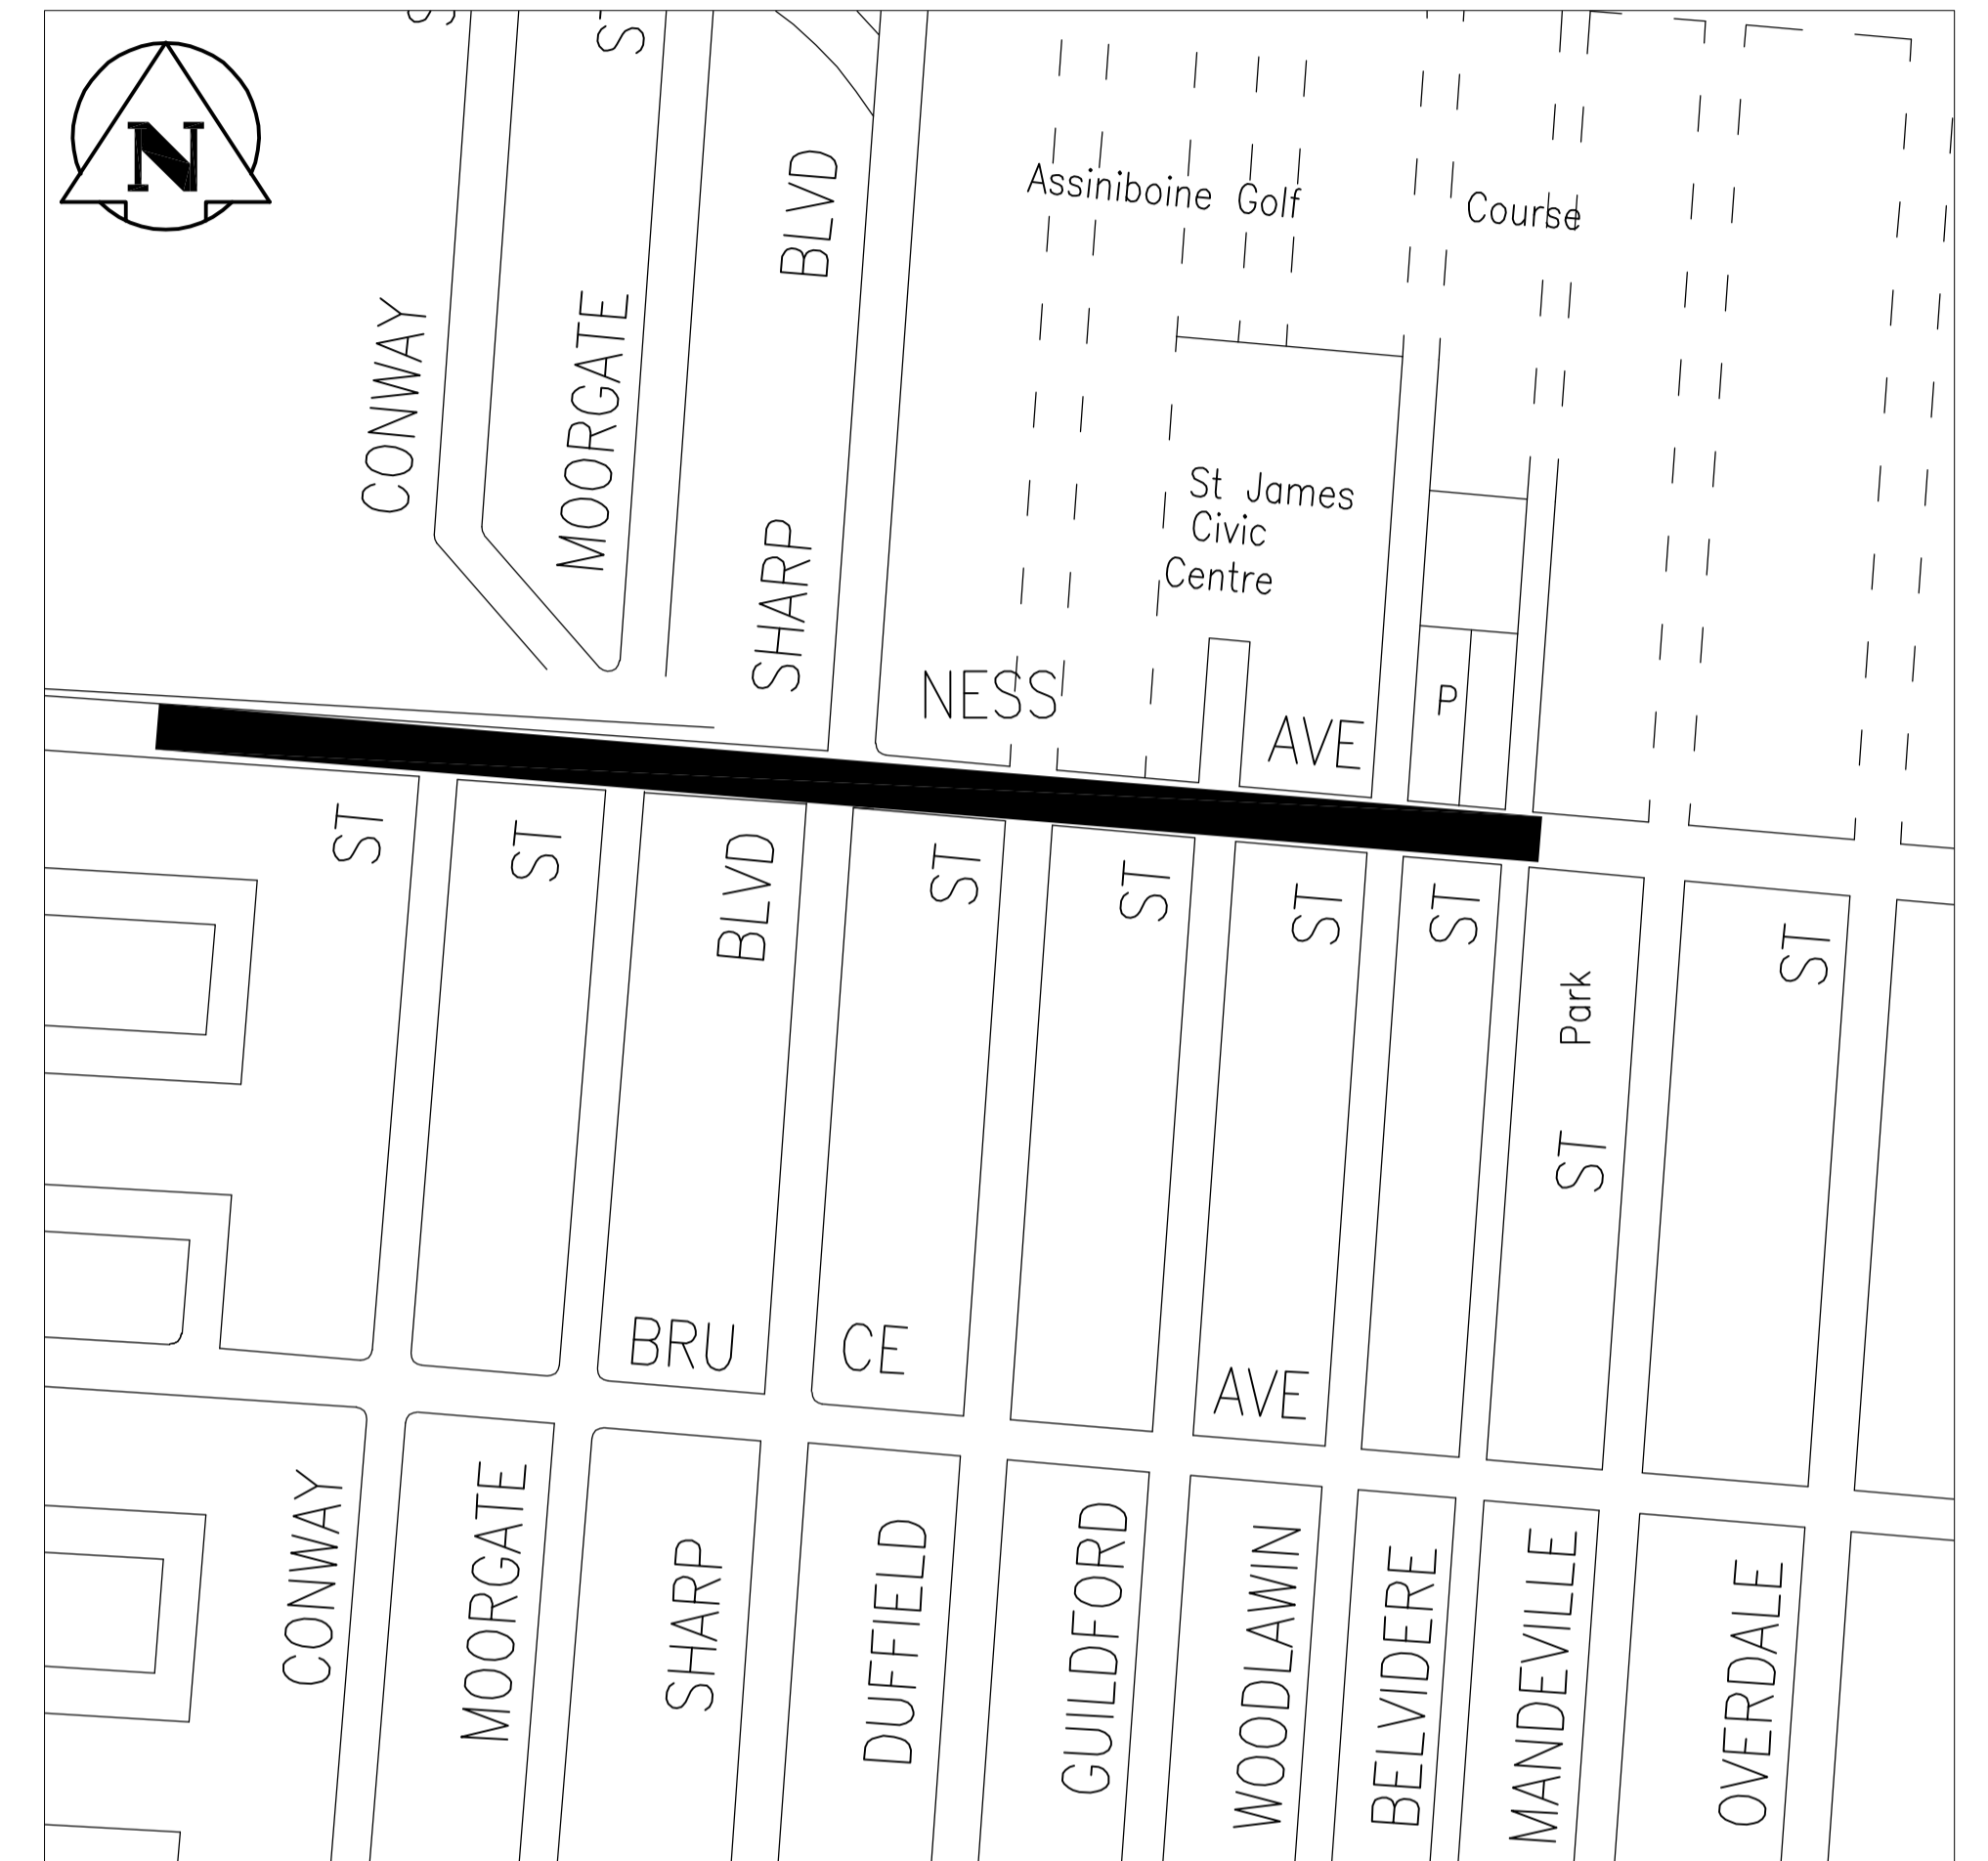 S
S
N
BLVD
Assiniboine Golf Course
CONWAY
MOORGATE
SHARP
St James
Civic
Centre
NESS AVE
P
ST
ST
BLVD
ST
ST
ST
ST
ST
Park
ST
BRU CE AVE
CONWAY
MOORGATE
SHARP
DUFFIELD
GUILDFORD
WOODLAWIN
BELVIDERE
MANDEVILLE
OVERDALE